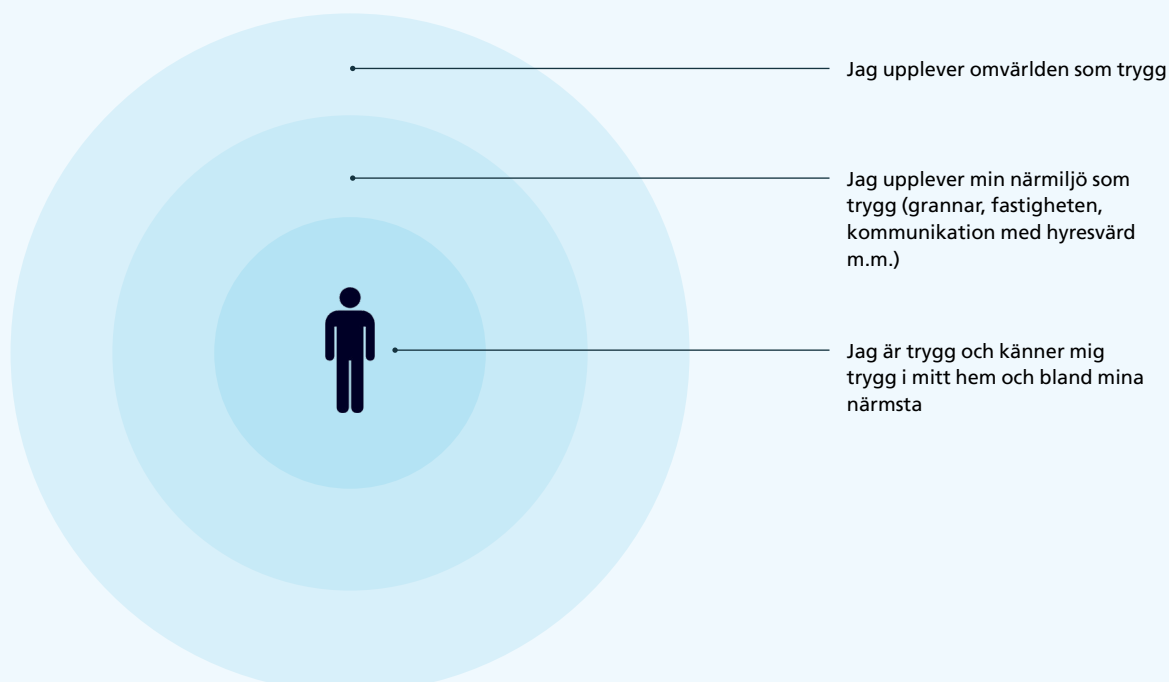 Jag upplever omvärlden som trygg
Jag upplever min närmiljö som
trygg (grannar, fastigheten,
kommunikation med hyresvärd
m.m.)
Jag är trygg och känner mig
trygg i mitt hem och bland mina
närmsta